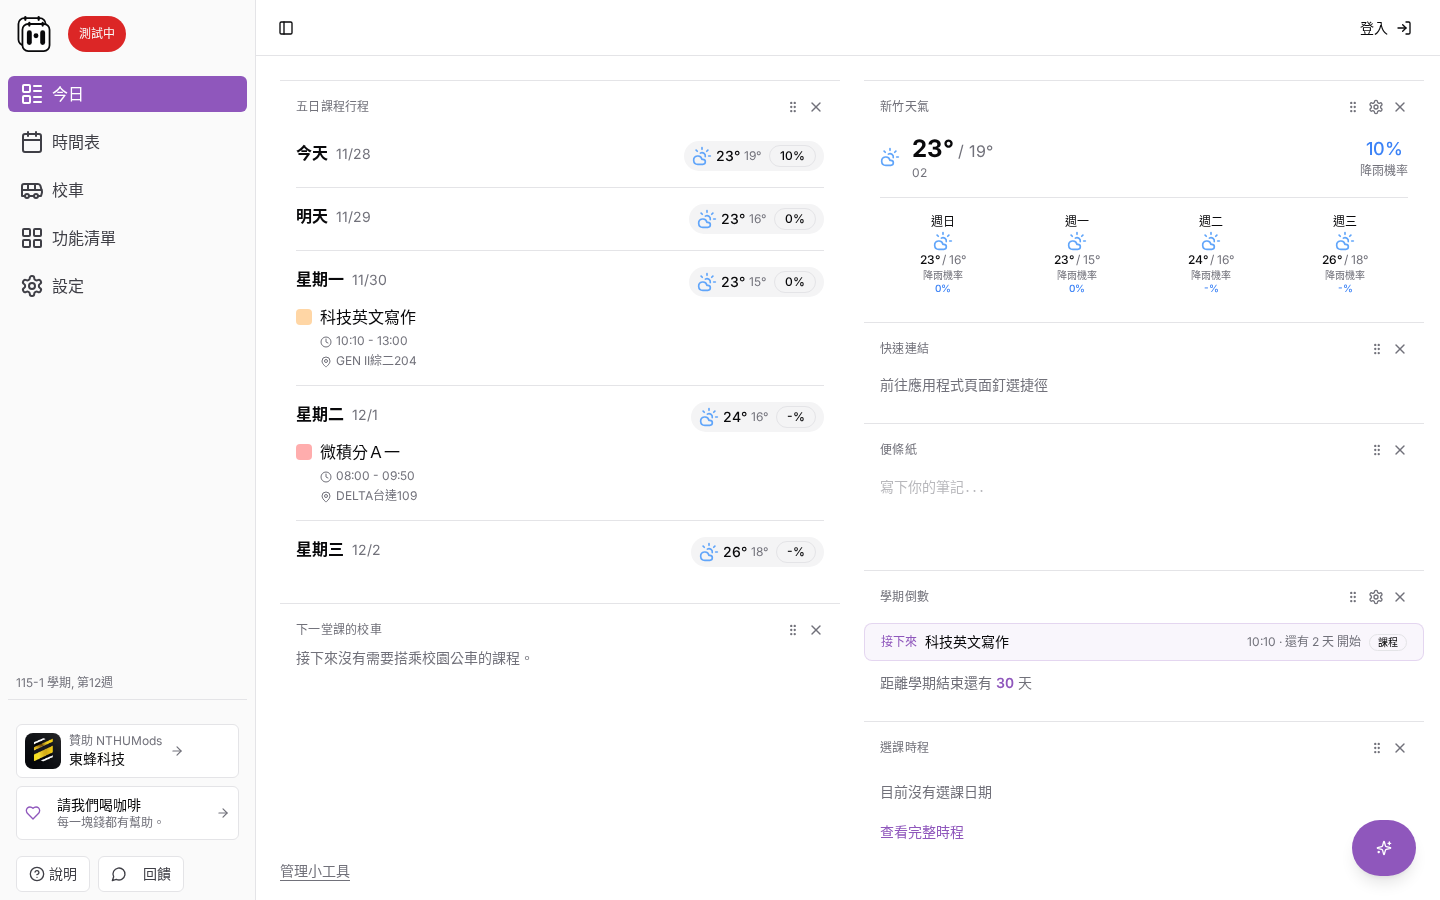 測試中
今日
時間表
校車
功能清單
設定
115-1 學期, 第12週
贊助 NTHUMods
東蜂科技
請我們喝咖啡
每一塊錢都有幫助。
說明
回饋
登入
五日課程行程
今天 11/28
23° 19° 10%
明天 11/29
23° 16° 0%
星期一 11/30
23° 15° 0%
科技英文寫作
10:10 - 13:00
GEN II綜二204
星期二 12/1
24° 16° -%
微積分Ａ一
08:00 - 09:50
DELTA台達109
星期三 12/2
26° 18° -%
下一堂課的校車
接下來沒有需要搭乘校園公車的課程。
管理小工具
新竹天氣
23° / 19°
02
10%
降雨機率
週日
23° / 16°
降雨機率
0%
週一
23° / 15°
降雨機率
0%
週二
24° / 16°
降雨機率
-%
週三
26° / 18°
降雨機率
-%
快速連結
前往應用程式頁面釘選捷徑
便條紙
寫下你的筆記...
學期倒數
接下來 科技英文寫作 10:10 · 還有 2 天 開始 課程
距離學期結束還有 30 天
選課時程
目前沒有選課日期
查看完整時程